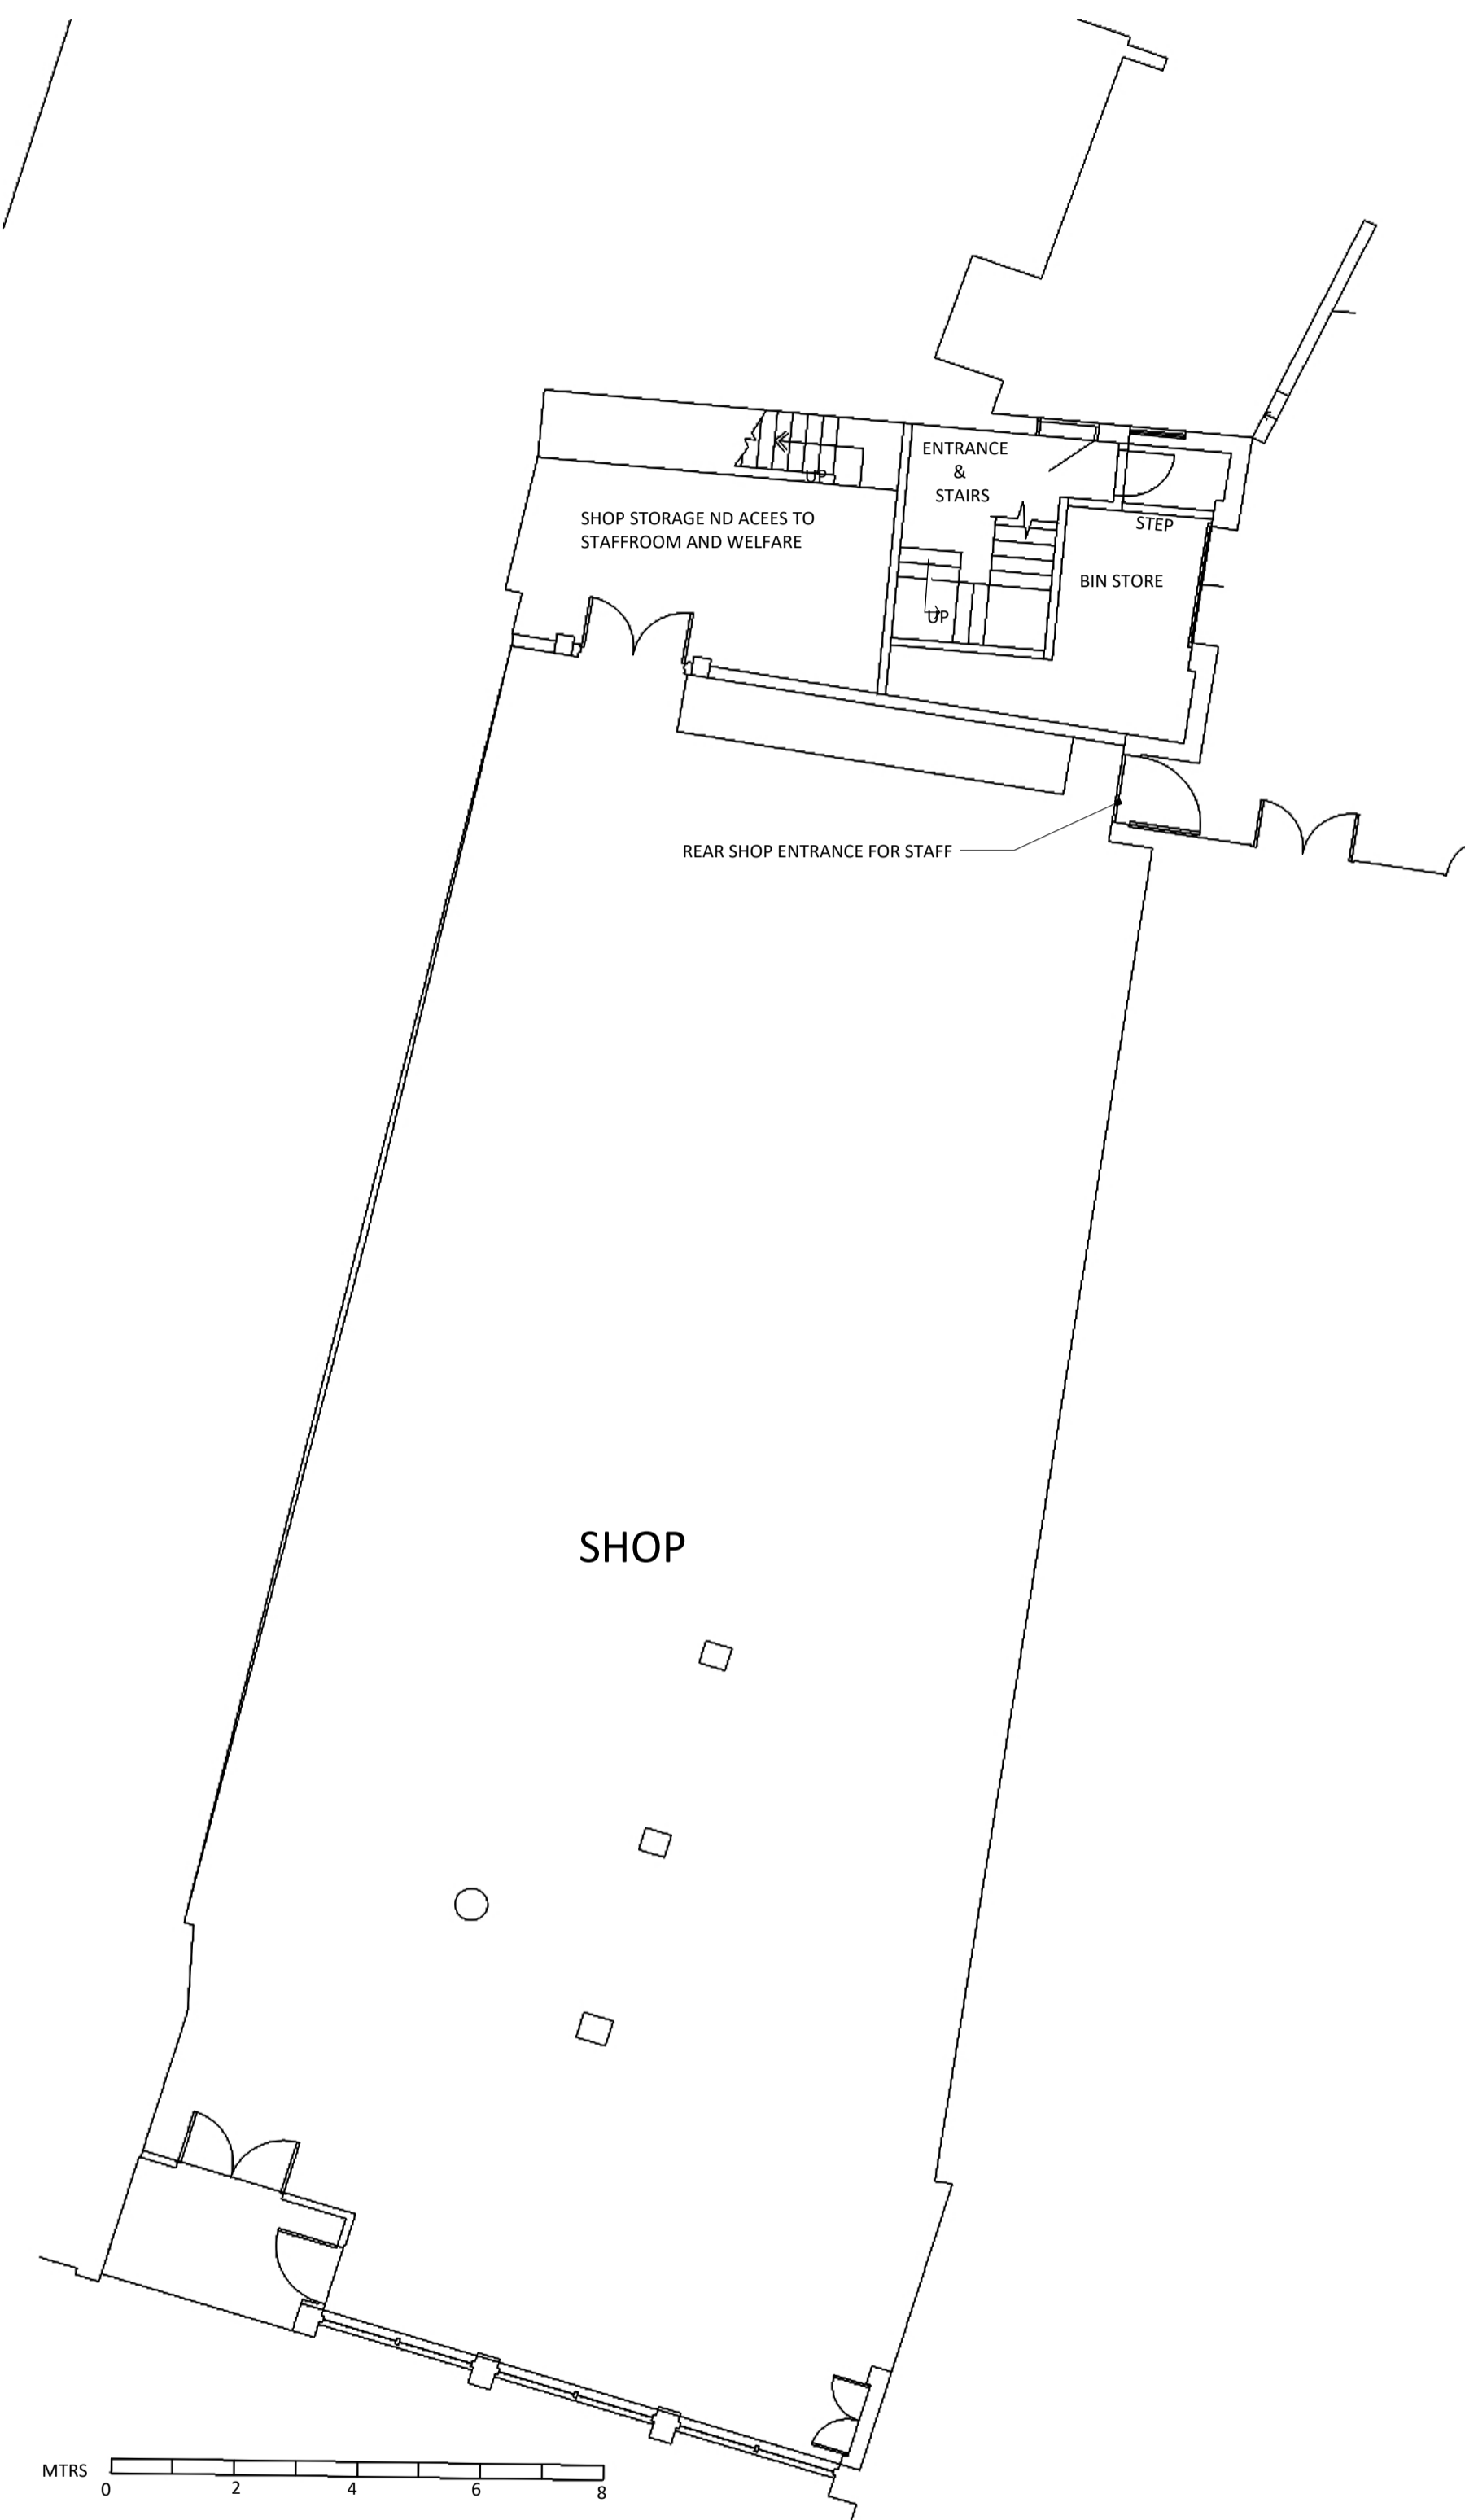 ENTRANCE
&
STAIRS
UP
SHOP STORAGE ND ACEES TO
STAFFROOM AND WELFARE
STEP
BIN STORE
UP
REAR SHOP ENTRANCE FOR STAFF
SHOP
MTRS
0 2 4 6 8